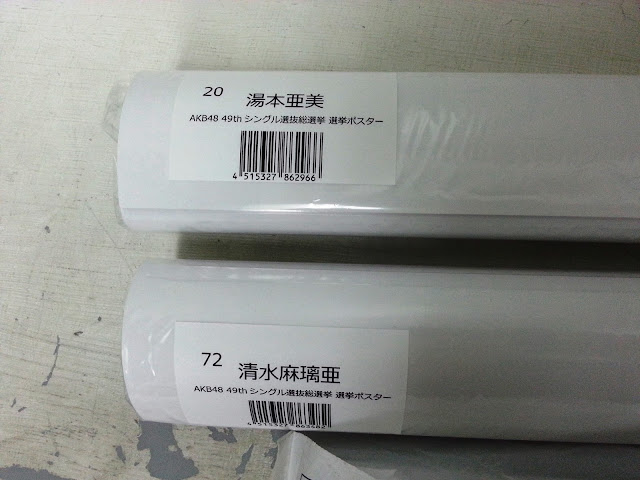 20 湯本亜美
AKB48 49th シングル選抜総選挙 選挙ポスター
4 515327 862966
72 清水麻璃亜
AKB48 49th シングル選抜総選挙 選挙ポスター